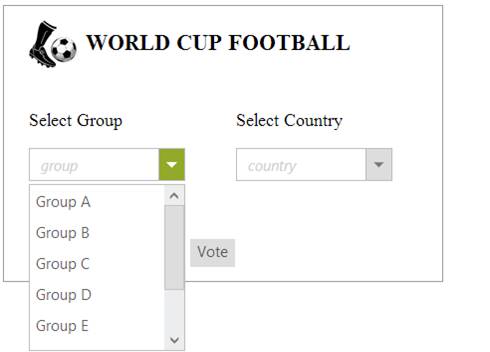 WORLD CUP FOOTBALL
Select Group Select Country
group country
Group A
Group B
Group C
Group D
Group E
Vote